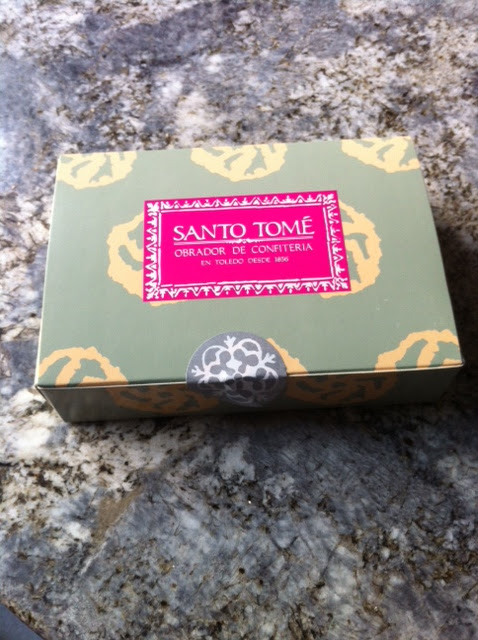 SANTO TOMÉ
OBRADOR DE CONFITERIA
EN TOLEDO DESDE 1856